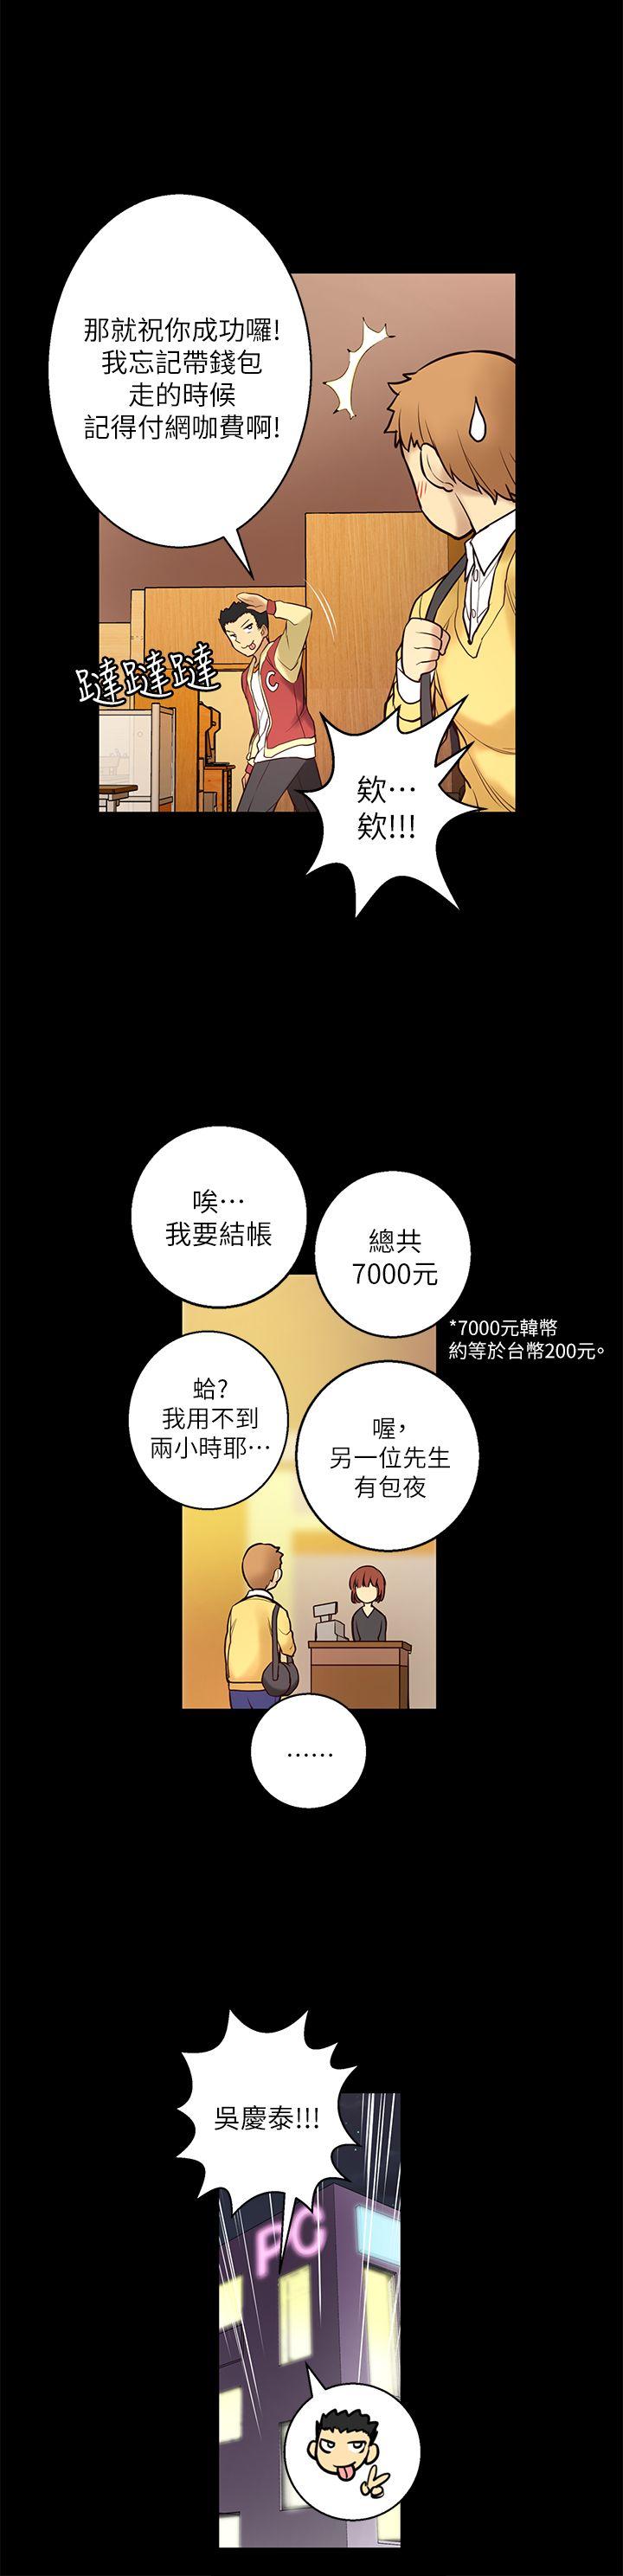 那就祝你成功囉!
我忘記帶錢包
走的時候
記得付網咖費啊!
躂躂躂
欸…
欸!!!
唉…
我要結帳
總共
7000元
*7000元韓幣
約等於台幣200元。
蛤?
我用不到
兩小時耶…
喔,
另一位先生
有包夜
……
吳慶泰!!!
PC
C